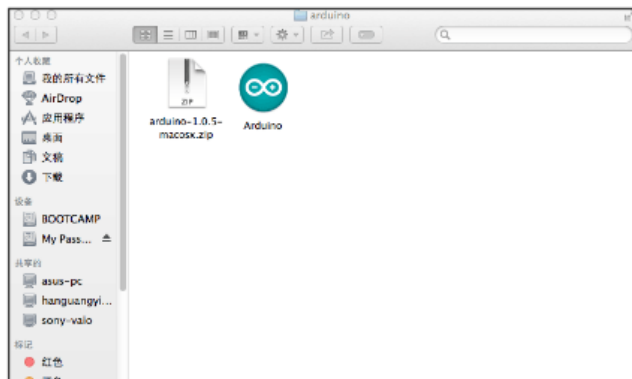 arduino
个人收藏
我的所有文件
AirDrop
应用程序
桌面
文稿
下载
设备
BOOTCAMP
My Pass...
共享的
asus-pc
hanguangyi...
sony-vaio
标记
红色
ZIP
arduino-1.0.5-
macosx.zip
Arduino